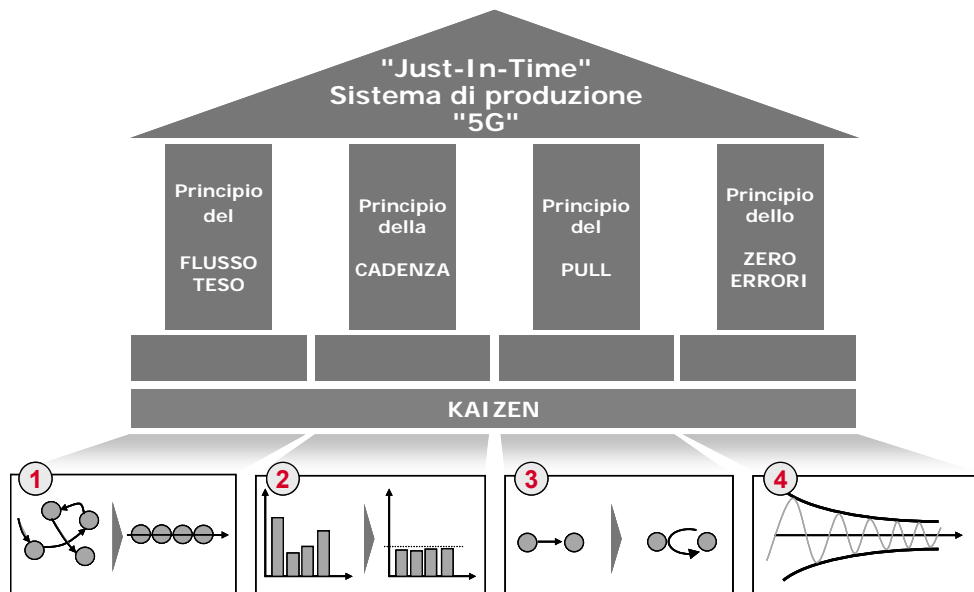 "Just-In-Time"
Sistema di produzione
"5G"
Principio
del
FLUSSO
TESO
Principio
della
CADENZA
Principio
del
PULL
Principio
dello
ZERO
ERRORI
KAIZEN
1
2
3
4